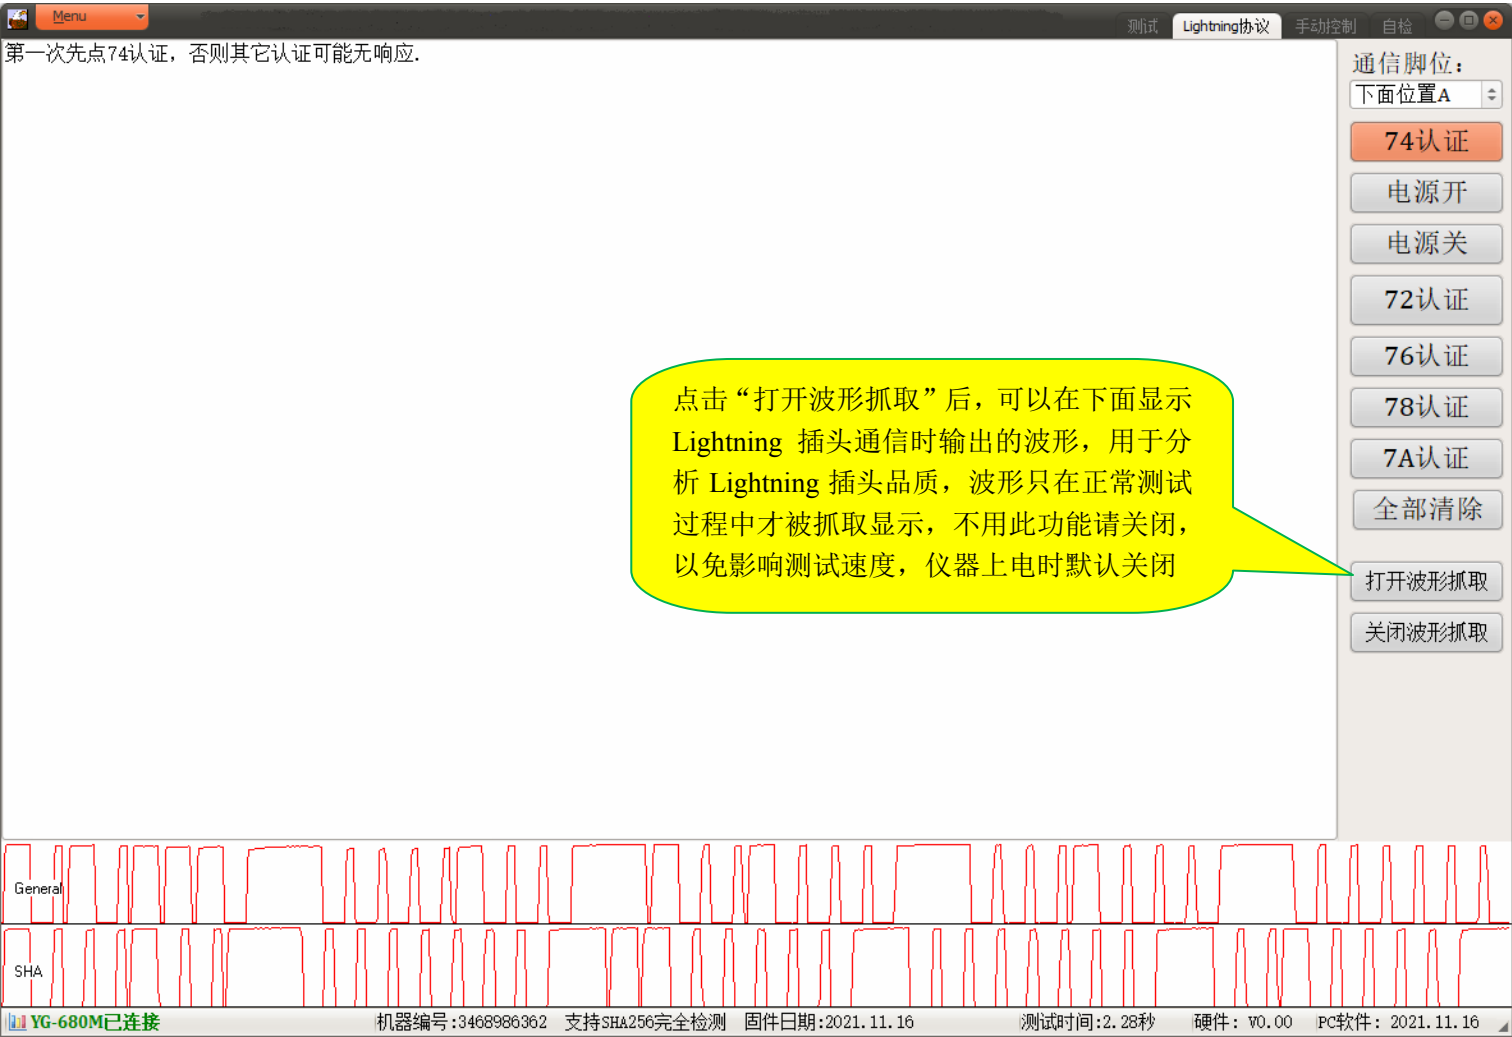 Menu
测试
Lightning协议
手动控制
自检
第一次先点74认证，否则其它认证可能无响应.
通信脚位：
下面位置A
74认证
电源开
电源关
72认证
76认证
78认证
7A认证
全部清除
打开波形抓取
关闭波形抓取
点击“打开波形抓取”后，可以在下面显示
Lightning 插头通信时输出的波形，用于分
析 Lightning 插头品质，波形只在正常测试
过程中才被抓取显示，不用此功能请关闭，
以免影响测试速度，仪器上电时默认关闭
General
SHA
YG-680M已连接
机器编号:3468986362
支持SHA256完全检测
固件日期:2021.11.16
测试时间:2.28秒
硬件: V0.00
PC软件: 2021.11.16